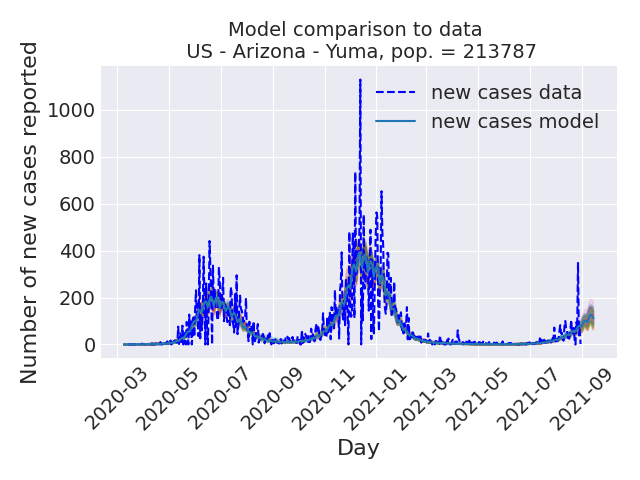 Model comparison to data
US - Arizona - Yuma, pop. = 213787
Number of new cases reported
1000
800
600
400
200
0
new cases data
new cases model
2020-03
2020-05
2020-07
2020-09
2020-11
2021-01
2021-03
2021-05
2021-07
2021-09
Day